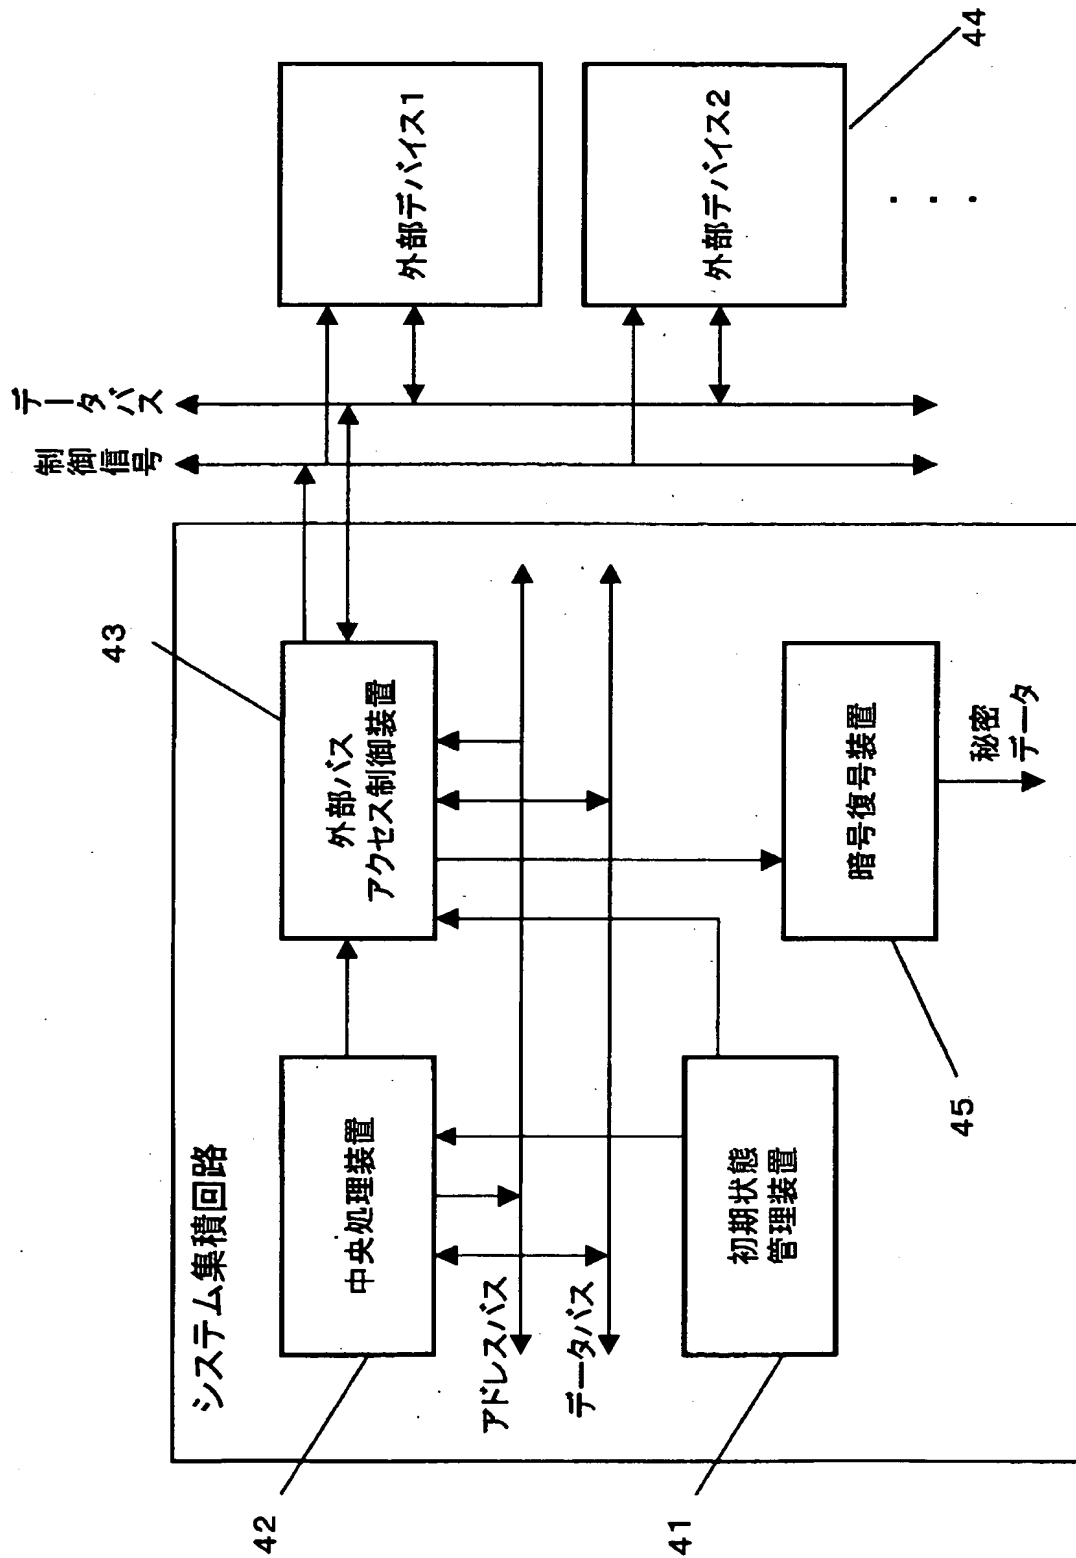 システム集積回路
42
中央処理装置
43
外部バス
アクセス制御装置
制御信号
データバス
外部デバイス1
アドレスバス
データバス
外部デバイス2
44
41
初期状態
管理装置
45
暗号復号装置
秘密
データ